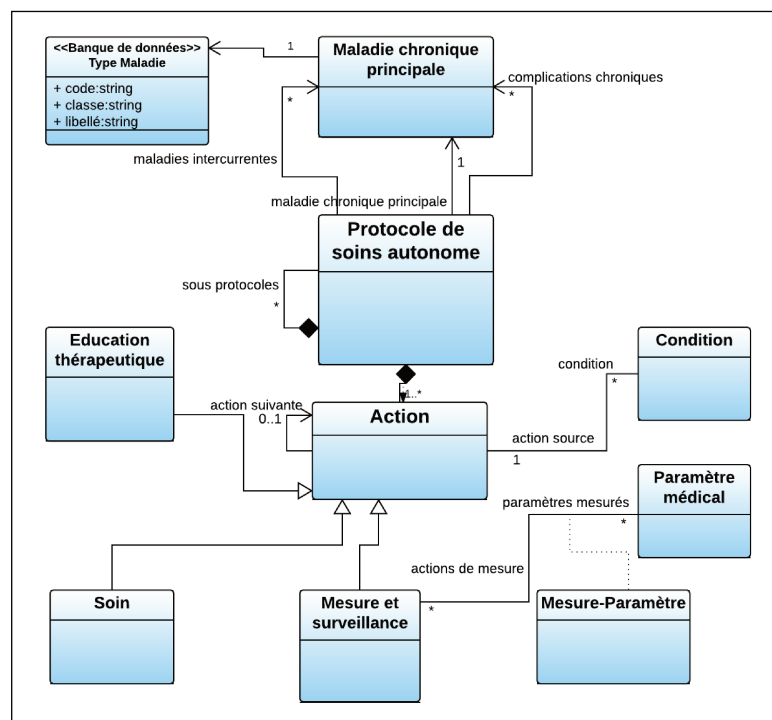 <<Banque de données>>
Type Maladie
+ code:string
+ classe:string
+ libellé:string
1
Maladie chronique
principale
complications chroniques
*
*
maladies intercurrentes
1
maladie chronique principale
Protocole de
soins autonome
sous protocoles
*
Education
thérapeutique
Condition
condition
*
1..*
action suivante
0..1
Action
action source
1
Paramètre
médical
paramètres mesurés
*
actions de mesure
*
Soin
Mesure et
surveillance
Mesure-Paramètre